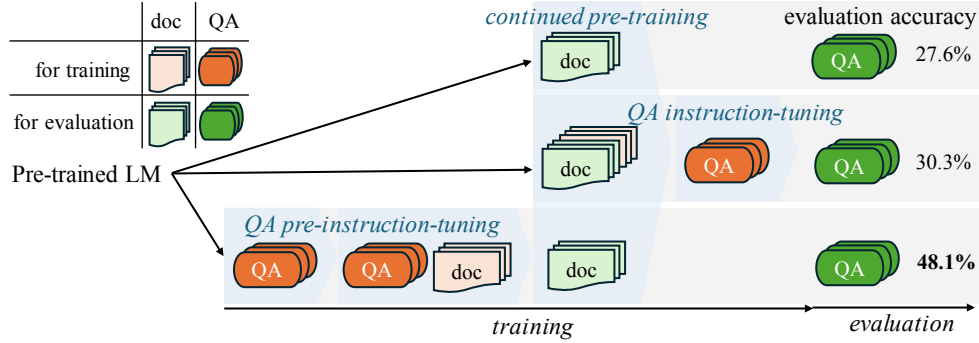 doc QA
for training
for evaluation
Pre-trained LM
continued pre-training
evaluation accuracy
doc
QA
27.6%
QA instruction-tuning
doc
QA
QA
30.3%
QA pre-instruction-tuning
QA
QA
doc
doc
QA
48.1%
training
evaluation